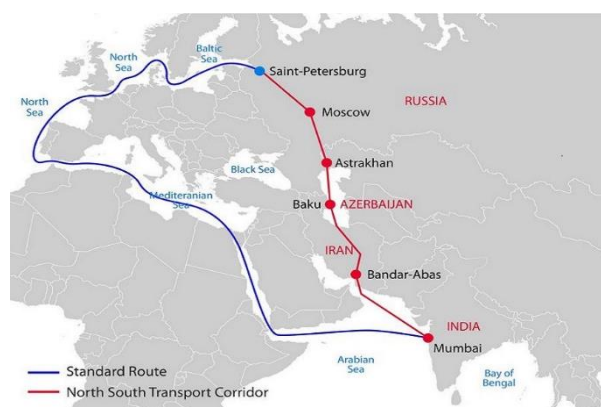 North
Sea
Baltic
Sea
Saint-Petersburg
North
Sea
Moscow
RUSSIA
Astrakhan
Black Sea
Mediteranian
Sea
Baku
AZERBAIJAN
IRAN
Bandar-Abas
INDIA
Mumbai
Arabian
Sea
Bay of
Bengal
Standard Route
North South Transport Corridor